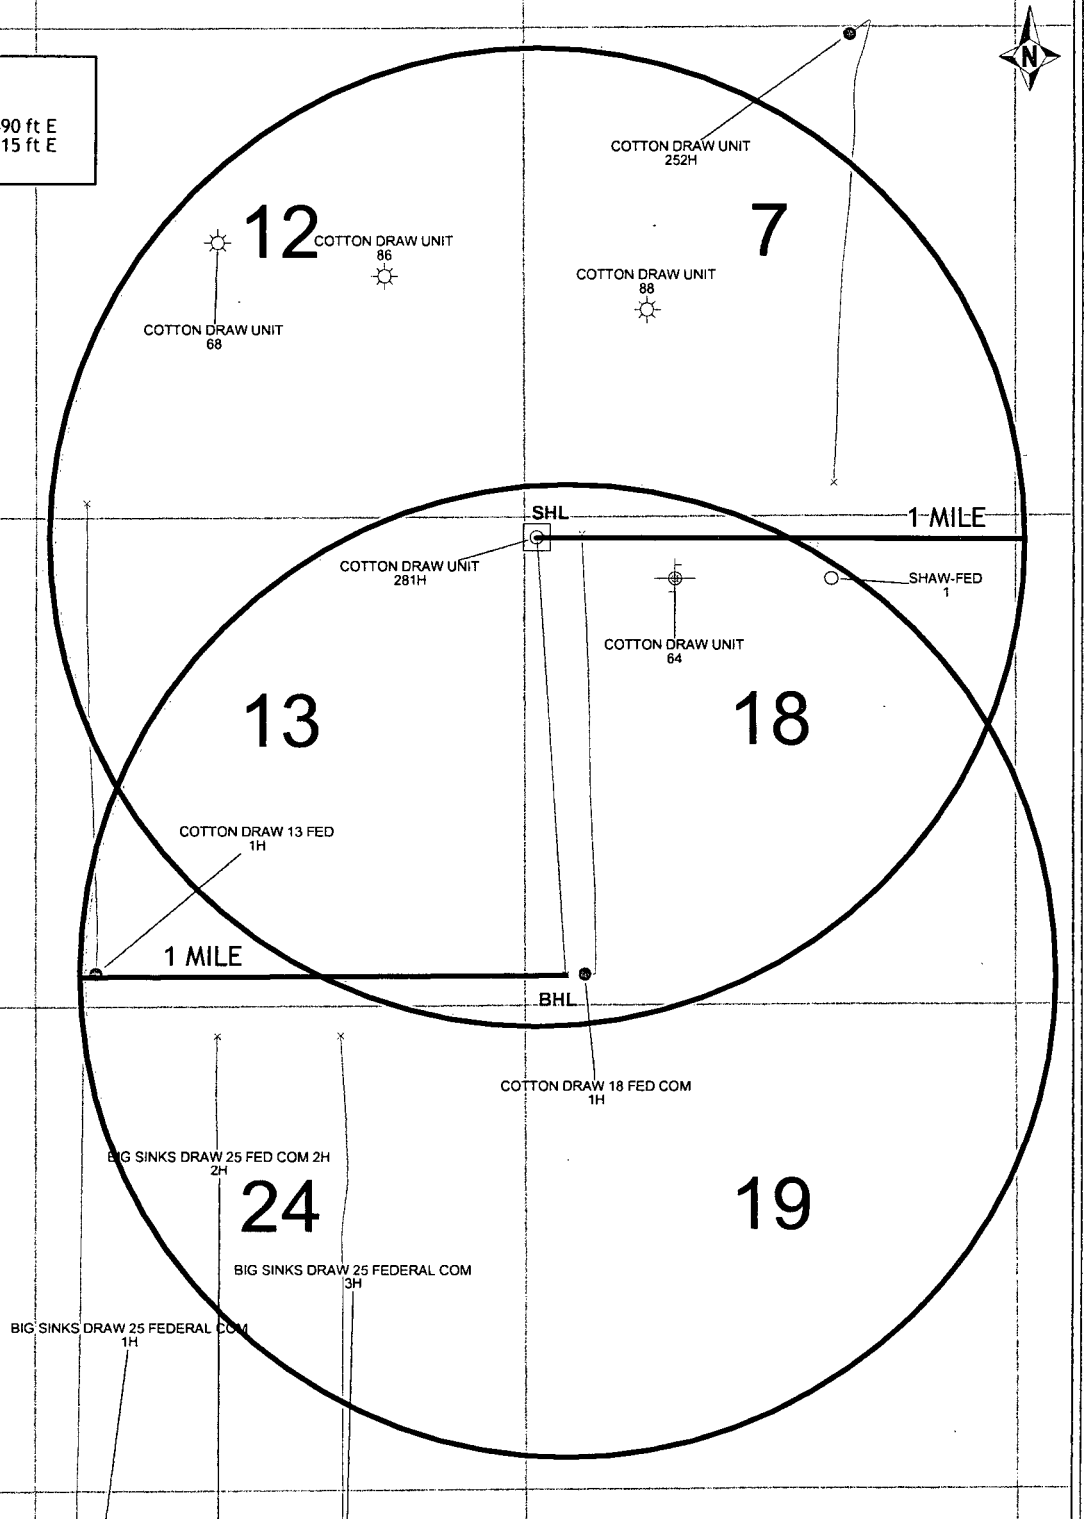 N
90 ft E
15 ft E
COTTON DRAW UNIT
252H
12
7
COTTON DRAW UNIT
86
COTTON DRAW UNIT
88
COTTON DRAW UNIT
68
SHL
1 MILE
COTTON DRAW UNIT
281H
SHAW-FED
1
COTTON DRAW UNIT
64
13
18
COTTON DRAW 13 FED
1H
1 MILE
BHL
COTTON DRAW 18 FED COM
1H
BIG SINKS DRAW 25 FED COM 2H
2H
24
19
BIG SINKS DRAW 25 FEDERAL COM
3H
BIG SINKS DRAW 25 FEDERAL COM
1H